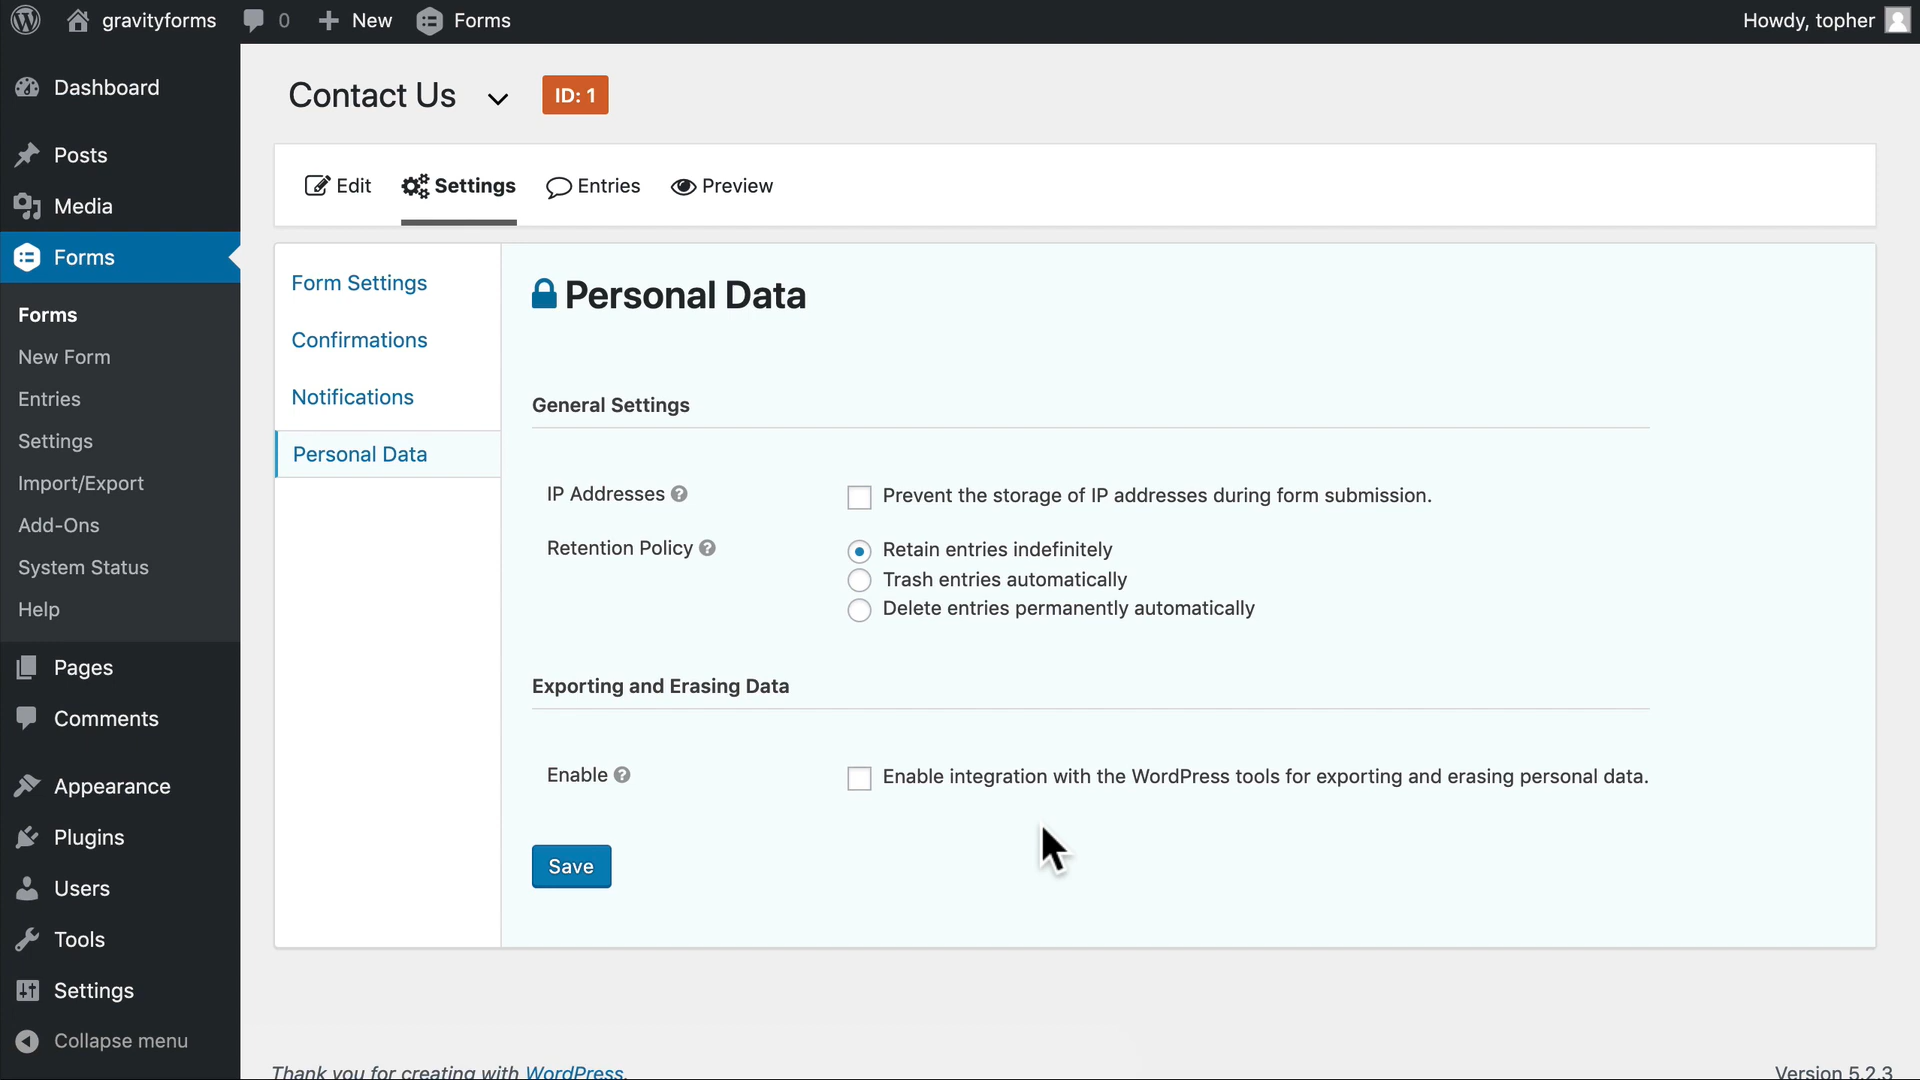 gravityforms 0 New Forms Howdy, topher
Dashboard
Posts
Media
Forms
Forms
New Form
Entries
Settings
Import/Export
Add-Ons
System Status
Help
Pages
Comments
Appearance
Plugins
Users
Tools
Settings
Collapse menu
Contact Us ID: 1
Edit Settings Entries Preview
Form Settings
Confirmations
Notifications
Personal Data
Personal Data
General Settings
IP Addresses ? Prevent the storage of IP addresses during form submission.
Retention Policy ? Retain entries indefinitely
Trash entries automatically
Delete entries permanently automatically
Exporting and Erasing Data
Enable ? Enable integration with the WordPress tools for exporting and erasing personal data.
Save
Thank you for creating with WordPress. Version 5.2.3